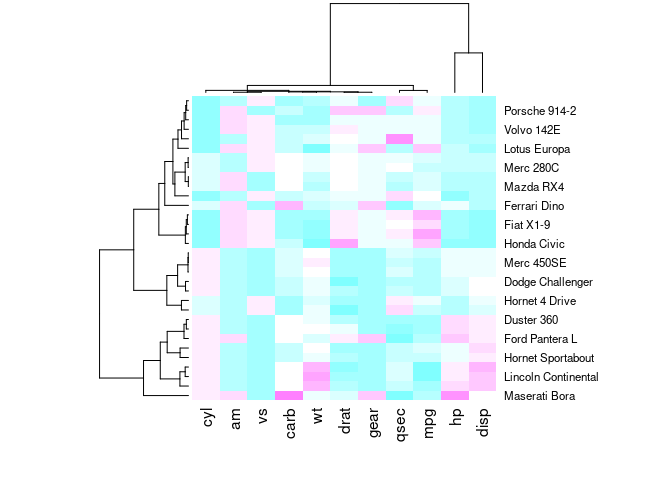 Porsche 914-2
Volvo 142E
Lotus Europa
Merc 280C
Mazda RX4
Ferrari Dino
Fiat X1-9
Honda Civic
Merc 450SE
Dodge Challenger
Hornet 4 Drive
Duster 360
Ford Pantera L
Hornet Sportabout
Lincoln Continental
Maserati Bora
cyl
am
vs
carb
wt
drat
gear
qsec
mpg
hp
disp